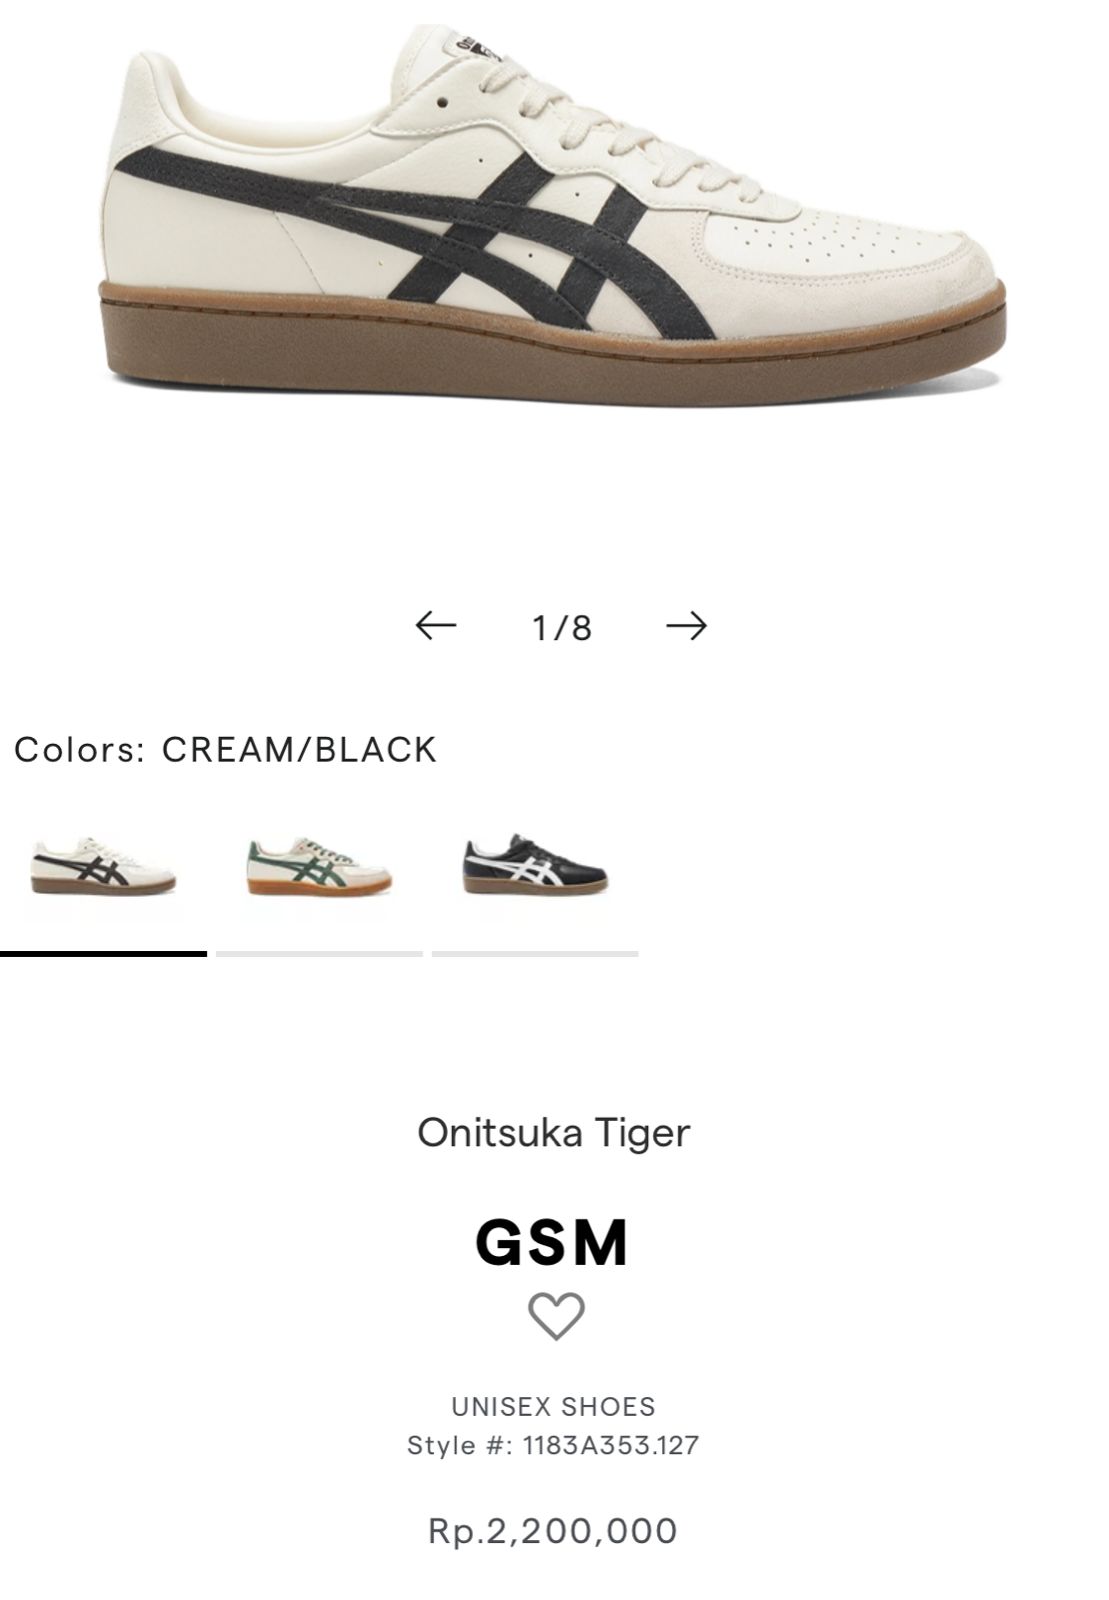 1/8
Colors: CREAM/BLACK
Onitsuka Tiger
GSM
UNISEX SHOES
Style #: 1183A353.127
Rp.2,200,000